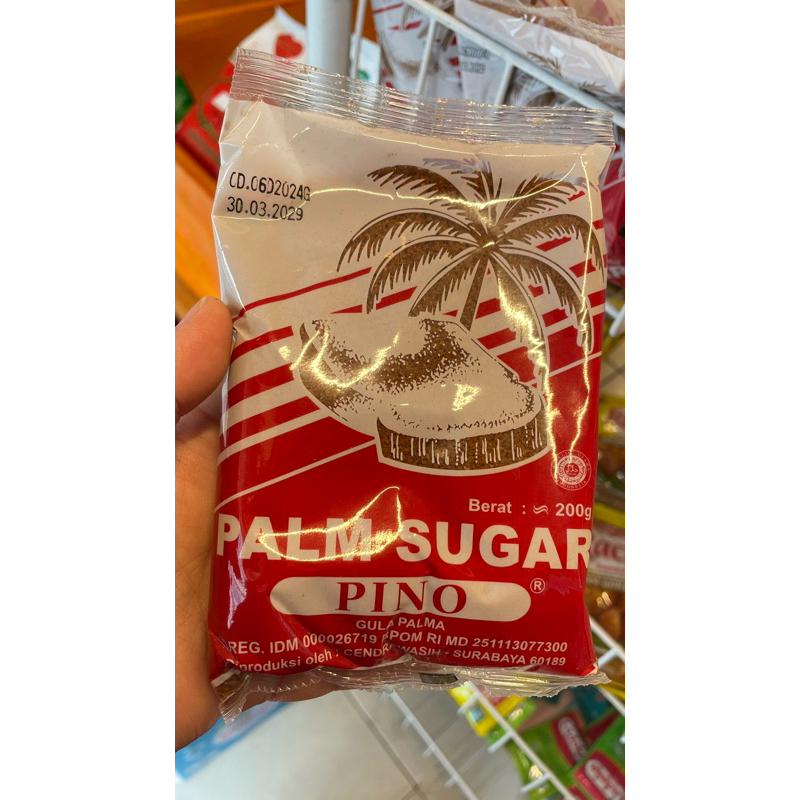 CD.06D2024G
30.03.2029
Berat : ≈ 200g
PALM SUGAR
PINO ®
GULA PALMA
REG. IDM 000026719 BPOM RI MD 251113077300
Diproduksi oleh : CENDRAWASIH - SURABAYA 60189